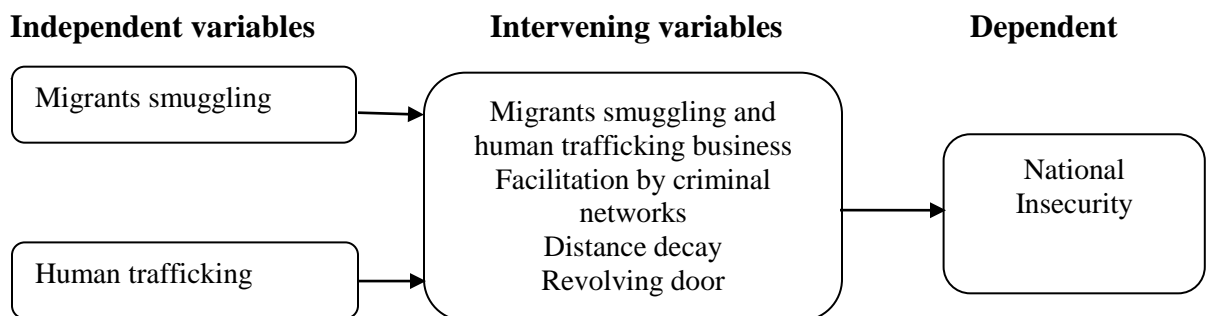 Independent variables
Intervening variables
Dependent
Migrants smuggling
Human trafficking
Migrants smuggling and
human trafficking business
Facilitation by criminal
networks
Distance decay
Revolving door
National
Insecurity